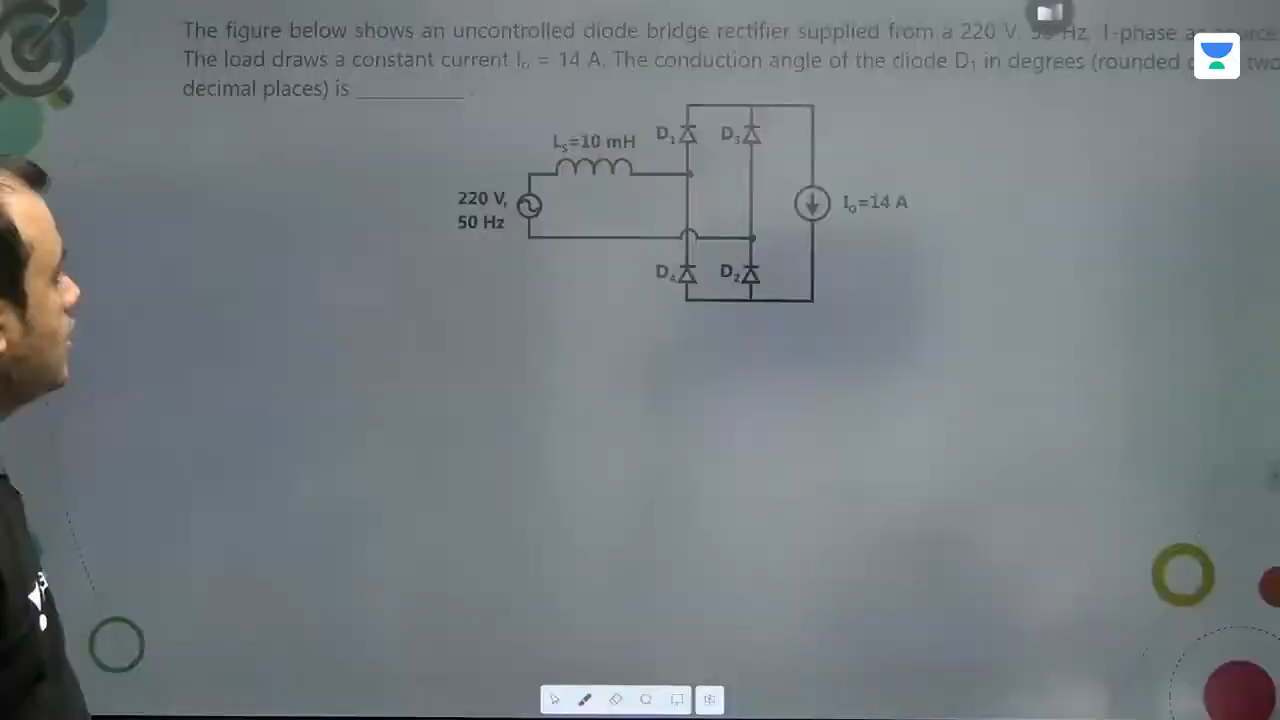 The figure below shows an uncontrolled diode bridge rectifier supplied from a 220 V, Hz, 1-phase
The load draws a constant current I₀ = 14 A. The conduction angle of the diode D₁ in degrees (rounded two
decimal places) is __________ .
D₁ D₃
Lₛ=10 mH
220 V,
50 Hz
I₀=14 A
D₄ D₂